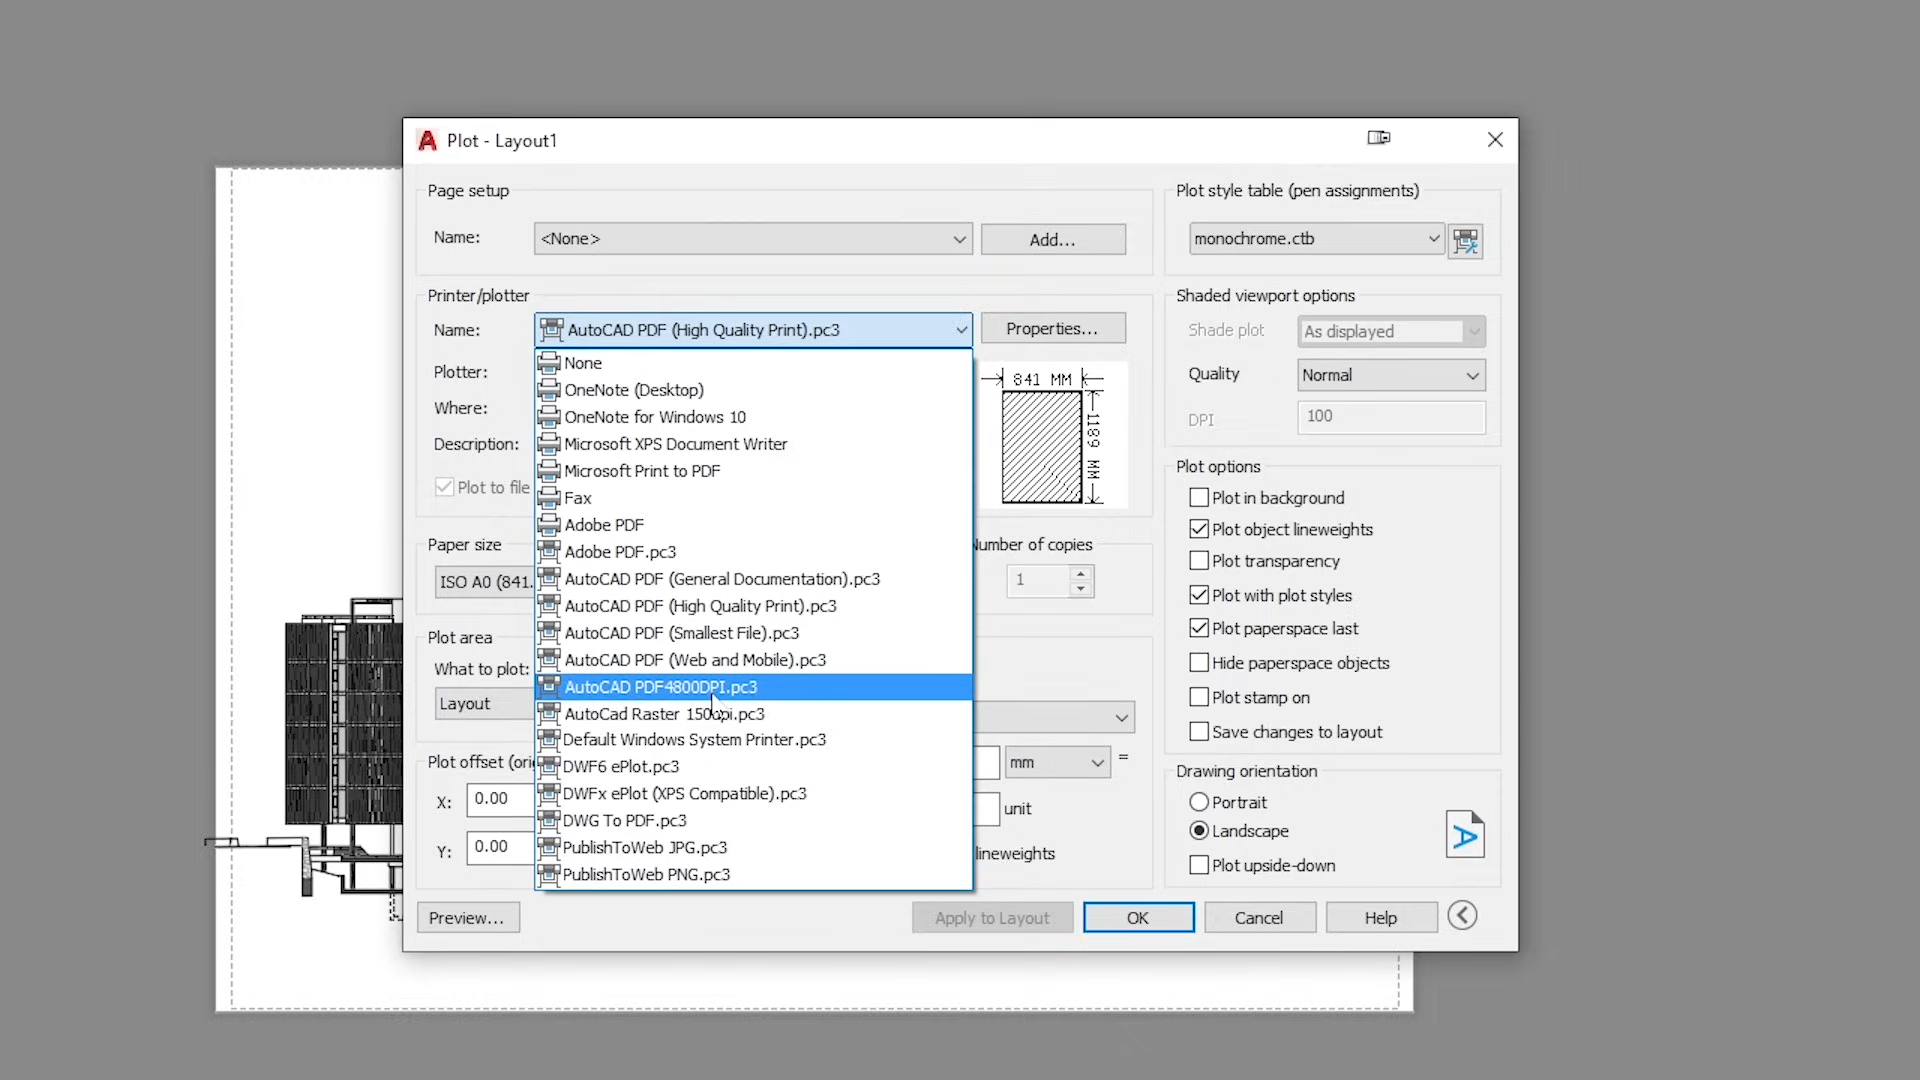 Plot - Layout1
Page setup
Name:
<None>
Add...
Printer/plotter
Name:
AutoCAD PDF (High Quality Print).pc3
Properties...
Plotter:
Where:
Description:
Plot to file
None
OneNote (Desktop)
OneNote for Windows 10
Microsoft XPS Document Writer
Microsoft Print to PDF
Fax
Adobe PDF
Adobe PDF.pc3
AutoCAD PDF (General Documentation).pc3
AutoCAD PDF (High Quality Print).pc3
AutoCAD PDF (Smallest File).pc3
AutoCAD PDF (Web and Mobile).pc3
AutoCAD PDF4800DPI.pc3
AutoCad Raster 150dpi.pc3
Default Windows System Printer.pc3
DWF6 ePlot.pc3
DWFx ePlot (XPS Compatible).pc3
DWG To PDF.pc3
PublishToWeb JPG.pc3
PublishToWeb PNG.pc3
841 MM
1189 MM
Paper size
ISO A0 (841.
Number of copies
1
Plot area
What to plot:
Layout
Plot offset (ori
X:
0.00
Y:
0.00
mm
=
unit
lineweights
Plot style table (pen assignments)
monochrome.ctb
Shaded viewport options
Shade plot
As displayed
Quality
Normal
DPI
100
Plot options
Plot in background
Plot object lineweights
Plot transparency
Plot with plot styles
Plot paperspace last
Hide paperspace objects
Plot stamp on
Save changes to layout
Drawing orientation
Portrait
Landscape
Plot upside-down
A
Preview...
Apply to Layout
OK
Cancel
Help